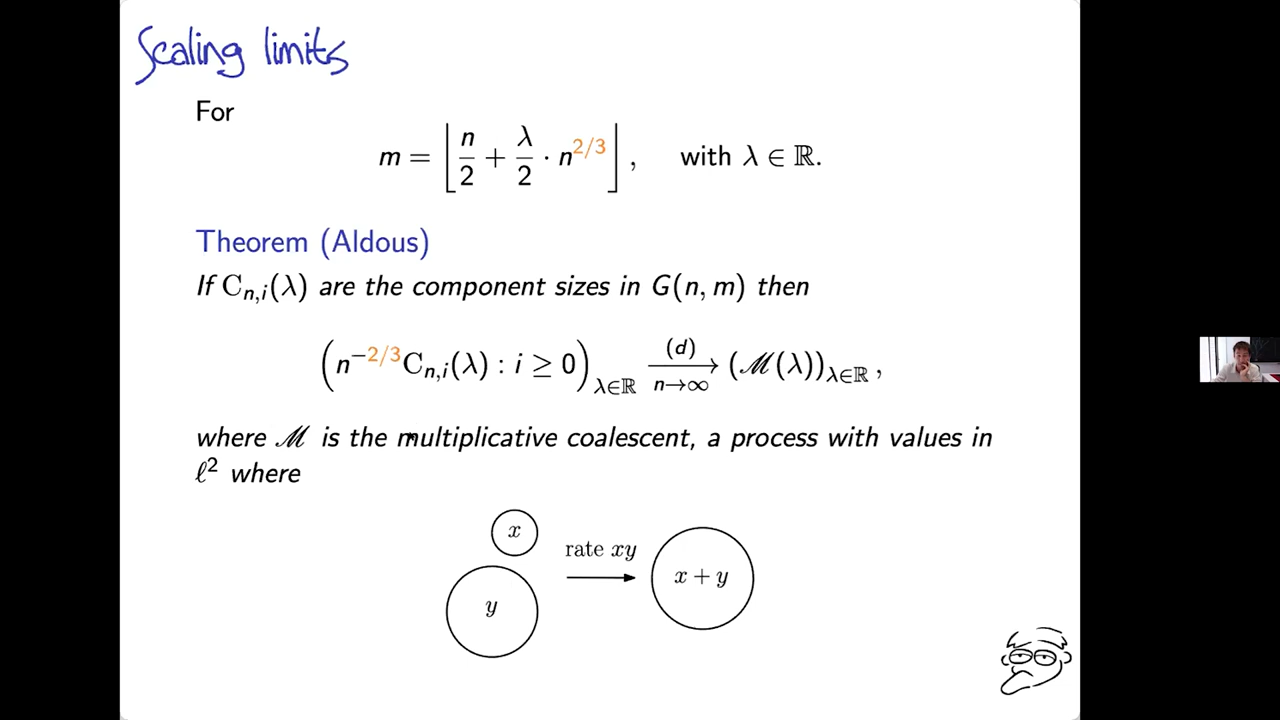 Scaling limits
For
m = ⌊ n/2 + λ/2 · n^{2/3} ⌋ , with λ ∈ ℝ.
Theorem (Aldous)
If C_{n,i}(λ) are the component sizes in G(n, m) then
(n^{−2/3}C_{n,i}(λ) : i ≥ 0)_{λ∈ℝ} \xrightarrow[n→∞]{(d)} (ℳ(λ))_{λ∈ℝ} ,
where ℳ is the multiplicative coalescent, a process with values in
ℓ² where
x
rate xy
x + y
y